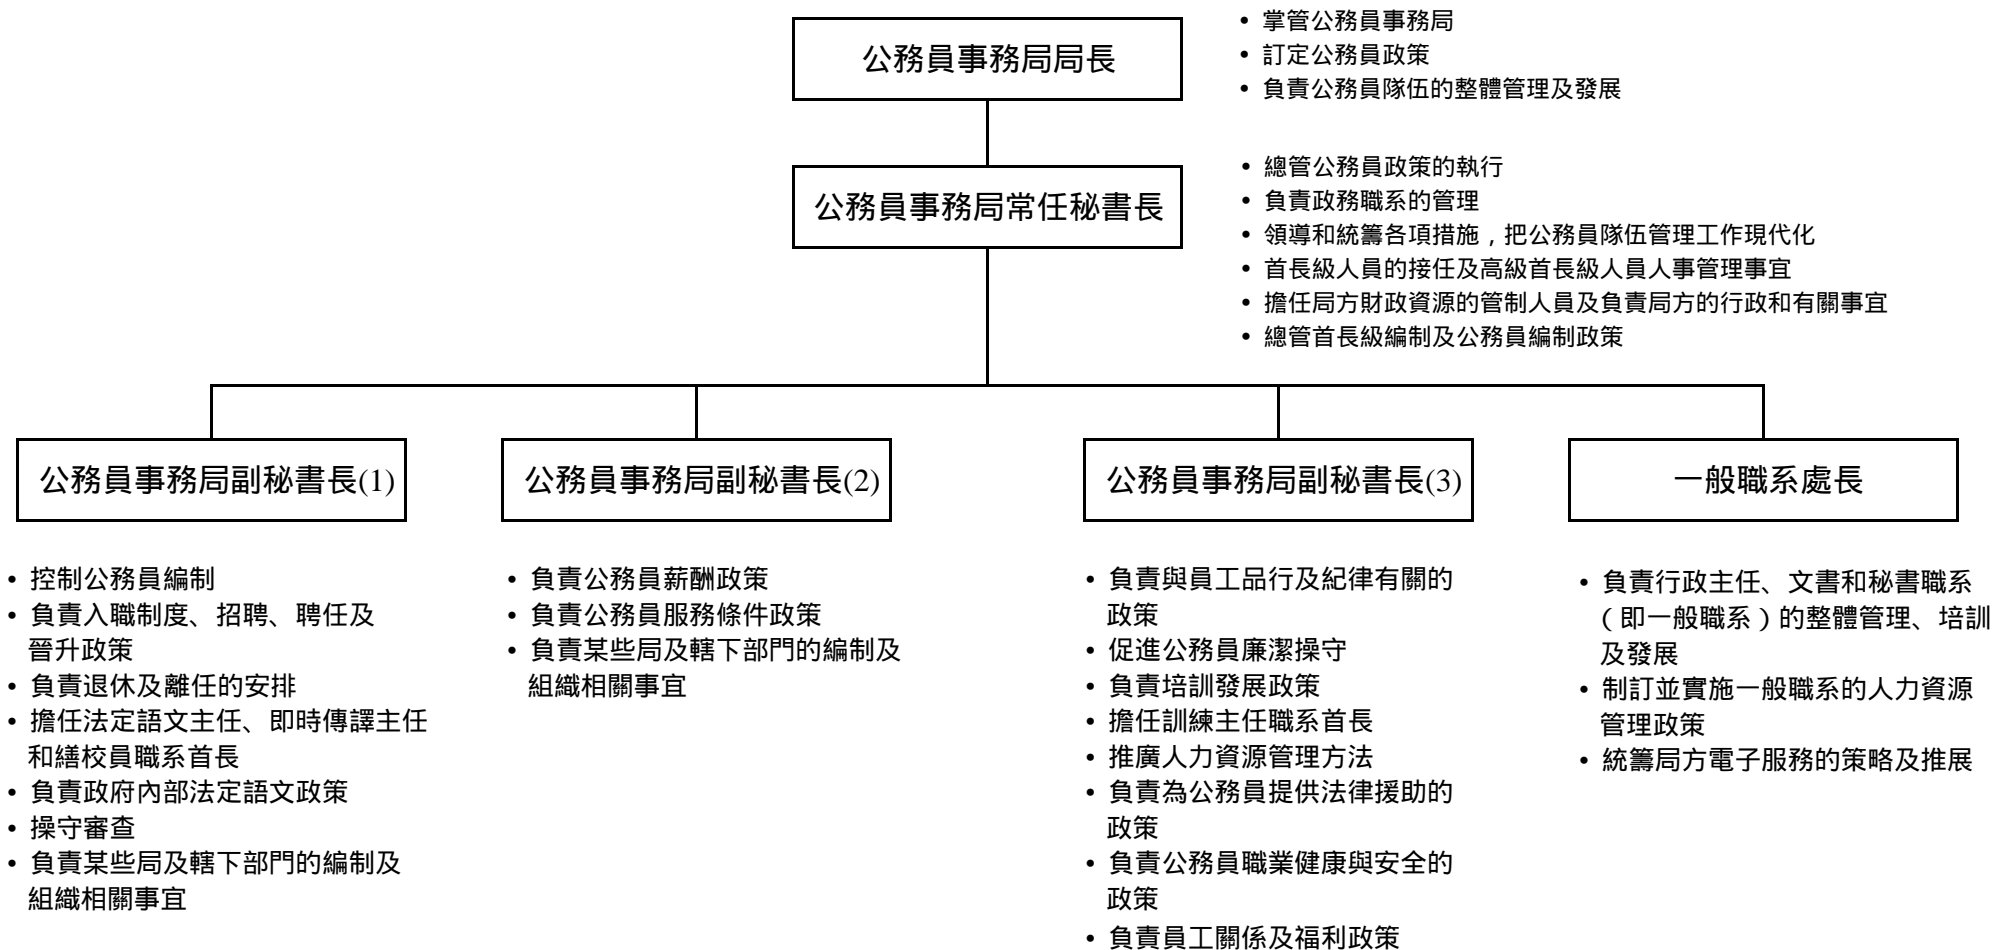 公務員事務局局長
• 掌管公務員事務局
• 訂定公務員政策
• 負責公務員隊伍的整體管理及發展
公務員事務局常任秘書長
• 總管公務員政策的執行
• 負責政務職系的管理
• 領導和統籌各項措施，把公務員隊伍管理工作現代化
• 首長級人員的接任及高級首長級人員人事管理事宜
• 擔任局方財政資源的管制人員及負責局方的行政和有關事宜
• 總管首長級編制及公務員編制政策
公務員事務局副秘書長(1)
• 控制公務員編制
• 負責入職制度、招聘、聘任及
晉升政策
• 負責退休及離任的安排
• 擔任法定語文主任、即時傳譯主任
和繕校員職系首長
• 負責政府內部法定語文政策
• 操守審查
• 負責某些局及轄下部門的編制及
組織相關事宜
公務員事務局副秘書長(2)
• 負責公務員薪酬政策
• 負責公務員服務條件政策
• 負責某些局及轄下部門的編制及
組織相關事宜
公務員事務局副秘書長(3)
• 負責與員工品行及紀律有關的
政策
• 促進公務員廉潔操守
• 負責培訓發展政策
• 擔任訓練主任職系首長
• 推廣人力資源管理方法
• 負責為公務員提供法律援助的
政策
• 負責公務員職業健康與安全的
政策
• 負責員工關係及福利政策
一般職系處長
• 負責行政主任、文書和秘書職系
（即一般職系）的整體管理、培訓
及發展
• 制訂並實施一般職系的人力資源
管理政策
• 統籌局方電子服務的策略及推展